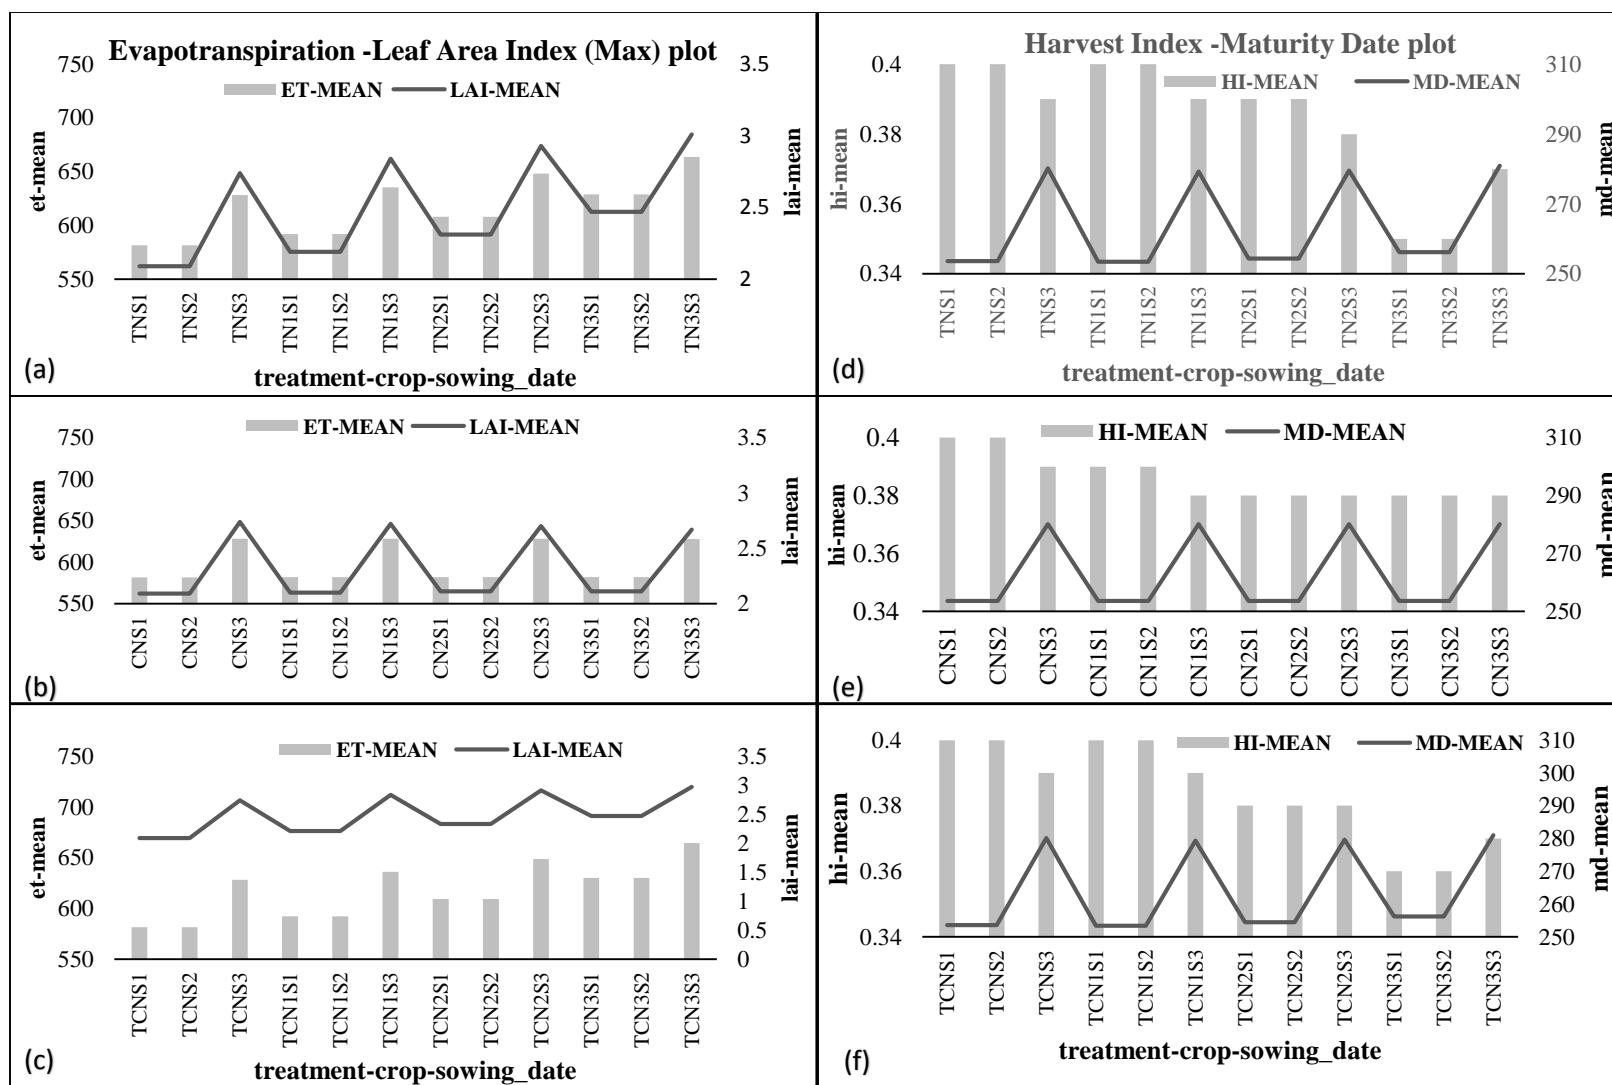 Evapotranspiration -Leaf Area Index (Max) plot
ET-MEAN LAI-MEAN
750
700
650
600
550
3.5
3
2.5
2
et-mean
lai-mean
TNS1
TNS2
TNS3
TN1S1
TN1S2
TN1S3
TN2S1
TN2S2
TN2S3
TN3S1
TN3S2
TN3S3
(a)
treatment-crop-sowing_date
Harvest Index -Maturity Date plot
HI-MEAN MD-MEAN
0.4
0.38
0.36
0.34
310
290
270
250
hi-mean
md-mean
TNS1
TNS2
TNS3
TN1S1
TN1S2
TN1S3
TN2S1
TN2S2
TN2S3
TN3S1
TN3S2
TN3S3
(d)
treatment-crop-sowing_date
ET-MEAN LAI-MEAN
750
700
650
600
550
3.5
3
2.5
2
et-mean
lai-mean
CNS1
CNS2
CNS3
CN1S1
CN1S2
CN1S3
CN2S1
CN2S2
CN2S3
CN3S1
CN3S2
CN3S3
(b)
HI-MEAN MD-MEAN
0.4
0.38
0.36
0.34
310
290
270
250
hi-mean
md-mean
CNS1
CNS2
CNS3
CN1S1
CN1S2
CN1S3
CN2S1
CN2S2
CN2S3
CN3S1
CN3S2
CN3S3
(e)
ET-MEAN LAI-MEAN
750
700
650
600
550
3.5
3
2.5
2
1.5
1
0.5
0
et-mean
lai-mean
TCNS1
TCNS2
TCNS3
TCN1S1
TCN1S2
TCN1S3
TCN2S1
TCN2S2
TCN2S3
TCN3S1
TCN3S2
TCN3S3
(c)
treatment-crop-sowing_date
HI-MEAN MD-MEAN
0.4
0.38
0.36
0.34
310
300
290
280
270
260
250
hi-mean
md-mean
TCNS1
TCNS2
TCNS3
TCN1S1
TCN1S2
TCN1S3
TCN2S1
TCN2S2
TCN2S3
TCN3S1
TCN3S2
TCN3S3
(f)
treatment-crop-sowing_date